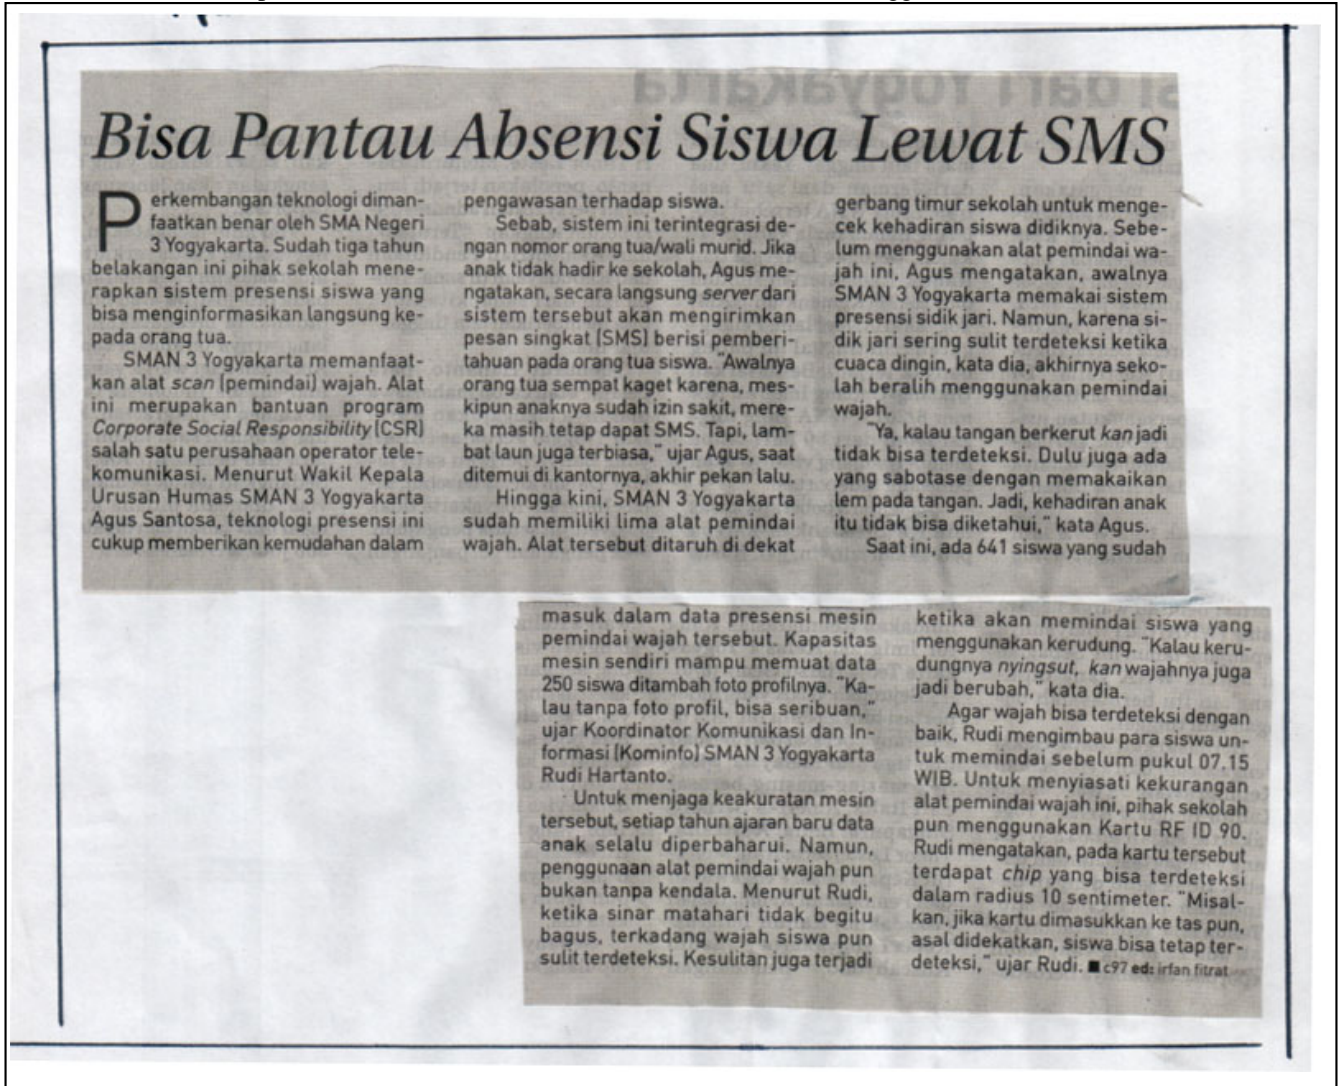 Bisa Pantau Absensi Siswa Lewat SMS
Perkembangan teknologi diman-
faatkan benar oleh SMA Negeri
3 Yogyakarta. Sudah tiga tahun
belakangan ini pihak sekolah mene-
rapkan sistem presensi siswa yang
bisa menginformasikan langsung ke-
pada orang tua.
SMAN 3 Yogyakarta memanfaat-
kan alat scan (pemindai) wajah. Alat
ini merupakan bantuan program
Corporate Social Responsibility (CSR)
salah satu perusahaan operator tele-
komunikasi. Menurut Wakil Kepala
Urusan Humas SMAN 3 Yogyakarta
Agus Santosa, teknologi presensi ini
cukup memberikan kemudahan dalam
pengawasan terhadap siswa.
Sebab, sistem ini terintegrasi de-
ngan nomor orang tua/wali murid. Jika
anak tidak hadir ke sekolah, Agus me-
ngatakan, secara langsung server dari
sistem tersebut akan mengirimkan
pesan singkat (SMS) berisi pemberi-
tahuan pada orang tua siswa. "Awalnya
orang tua sempat kaget karena, mes-
kipun anaknya sudah izin sakit, mere-
ka masih tetap dapat SMS. Tapi, lam-
bat laun juga terbiasa," ujar Agus, saat
ditemui di kantornya, akhir pekan lalu.
Hingga kini, SMAN 3 Yogyakarta
sudah memiliki lima alat pemindai
wajah. Alat tersebut ditaruh di dekat
gerbang timur sekolah untuk menge-
cek kehadiran siswa didiknya. Sebe-
lum menggunakan alat pemindai wa-
jah ini, Agus mengatakan, awalnya
SMAN 3 Yogyakarta memakai sistem
presensi sidik jari. Namun, karena si-
dik jari sering sulit terdeteksi ketika
cuaca dingin, kata dia, akhirnya seko-
lah beralih menggunakan pemindai
wajah.
"Ya, kalau tangan berkerut kan jadi
tidak bisa terdeteksi. Dulu juga ada
yang sabotase dengan memakaikan
lem pada tangan. Jadi, kehadiran anak
itu tidak bisa diketahui," kata Agus.
Saat ini, ada 641 siswa yang sudah
masuk dalam data presensi mesin
pemindai wajah tersebut. Kapasitas
mesin sendiri mampu memuat data
250 siswa ditambah foto profilnya. "Ka-
lau tanpa foto profil, bisa seribuan,"
ujar Koordinator Komunikasi dan In-
formasi (Kominfo) SMAN 3 Yogyakarta
Rudi Hartanto.
Untuk menjaga keakuratan mesin
tersebut, setiap tahun ajaran baru data
anak selalu diperbaharui. Namun,
penggunaan alat pemindai wajah pun
bukan tanpa kendala. Menurut Rudi,
ketika sinar matahari tidak begitu
bagus, terkadang wajah siswa pun
sulit terdeteksi. Kesulitan juga terjadi
ketika akan memindai siswa yang
menggunakan kerudung. "Kalau keru-
dungnya nyingsut, kan wajahnya juga
jadi berubah," kata dia.
Agar wajah bisa terdeteksi dengan
baik, Rudi mengimbau para siswa un-
tuk memindai sebelum pukul 07.15
WIB. Untuk menyiasati kekurangan
alat pemindai wajah ini, pihak sekolah
pun menggunakan Kartu RF ID 90.
Rudi mengatakan, pada kartu tersebut
terdapat chip yang bisa terdeteksi
dalam radius 10 sentimeter. "Misal-
kan, jika kartu dimasukkan ke tas pun,
asal didekatkan, siswa bisa tetap ter-
deteksi," ujar Rudi. ■ c97 ed: irfan fitrat